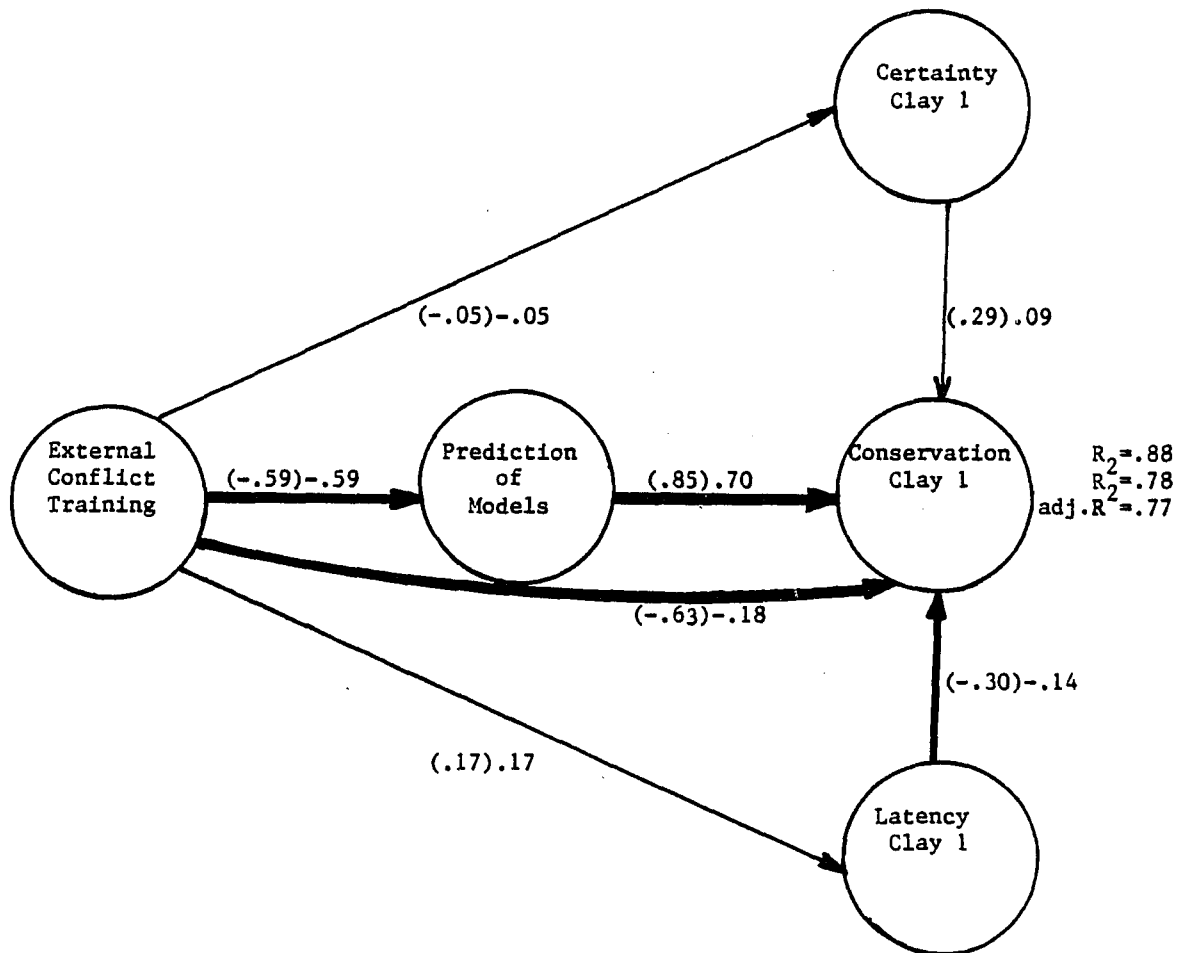 Certainty
Clay 1
(-.05)-.05
(.29).09
External
Conflict
Training
(-.59)-.59
Prediction
of
Models
(.85).70
Conservation
Clay 1
R =.88
R²=.78
adj.R²=.77
(-.63)-.18
(-.30)-.14
(.17).17
Latency
Clay 1